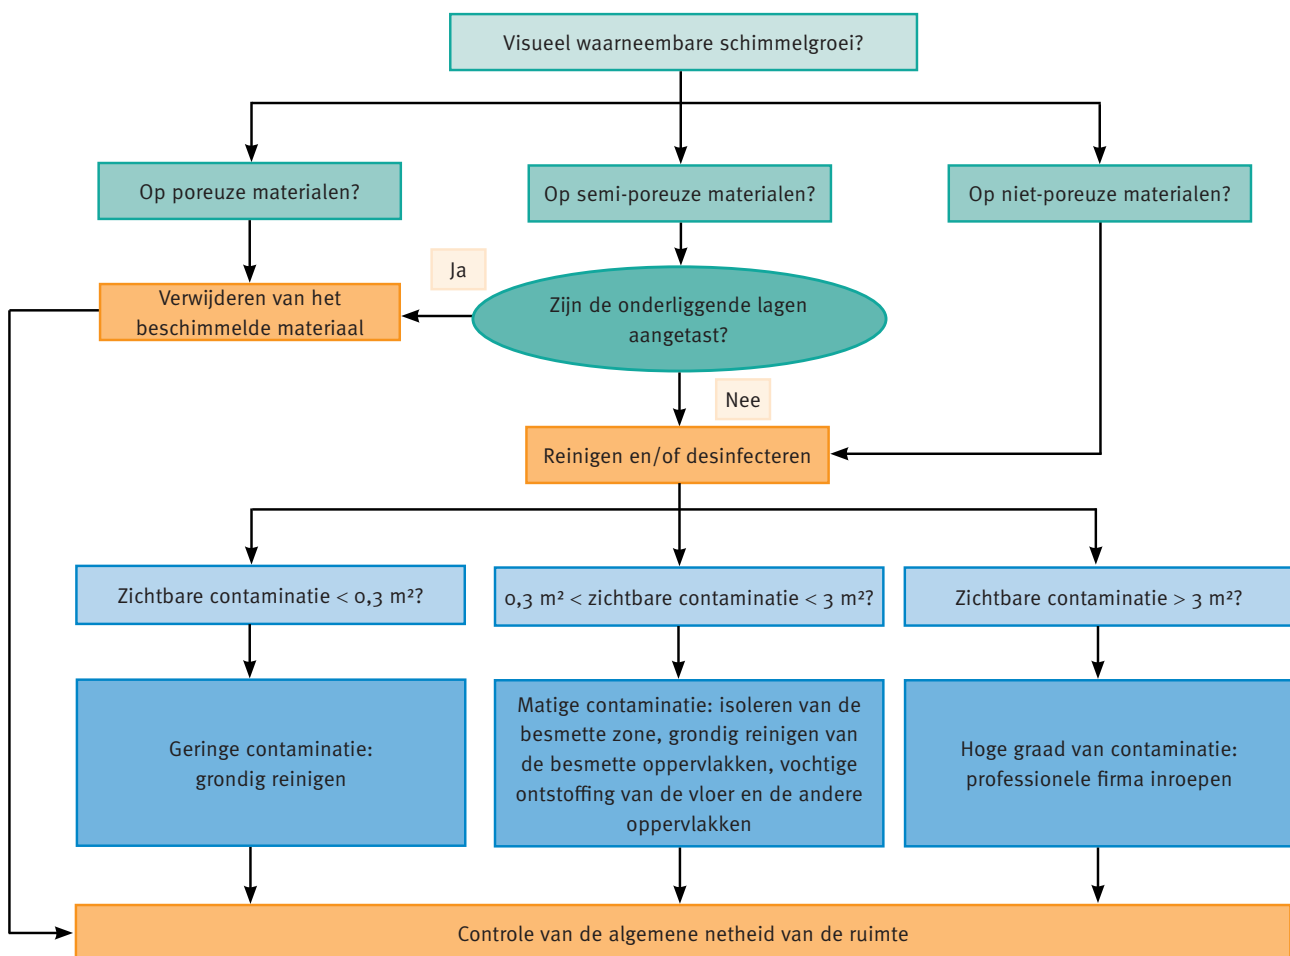 Visueel waarneembare schimmelgroei?
Op poreuze materialen?
Op semi-poreuze materialen?
Op niet-poreuze materialen?
Ja
Verwijderen van het
beschimmelde materiaal
Zijn de onderliggende lagen
aangetast?
Nee
Reinigen en/of desinfecteren
Zichtbare contaminatie < 0,3 m²?
0,3 m² < zichtbare contaminatie < 3 m²?
Zichtbare contaminatie > 3 m²?
Geringe contaminatie:
grondig reinigen
Matige contaminatie: isoleren van de
besmette zone, grondig reinigen van
de besmette oppervlakken, vochtige
ontstoffing van de vloer en de andere
oppervlakken
Hoge graad van contaminatie:
professionele firma inroepen
Controle van de algemene netheid van de ruimte